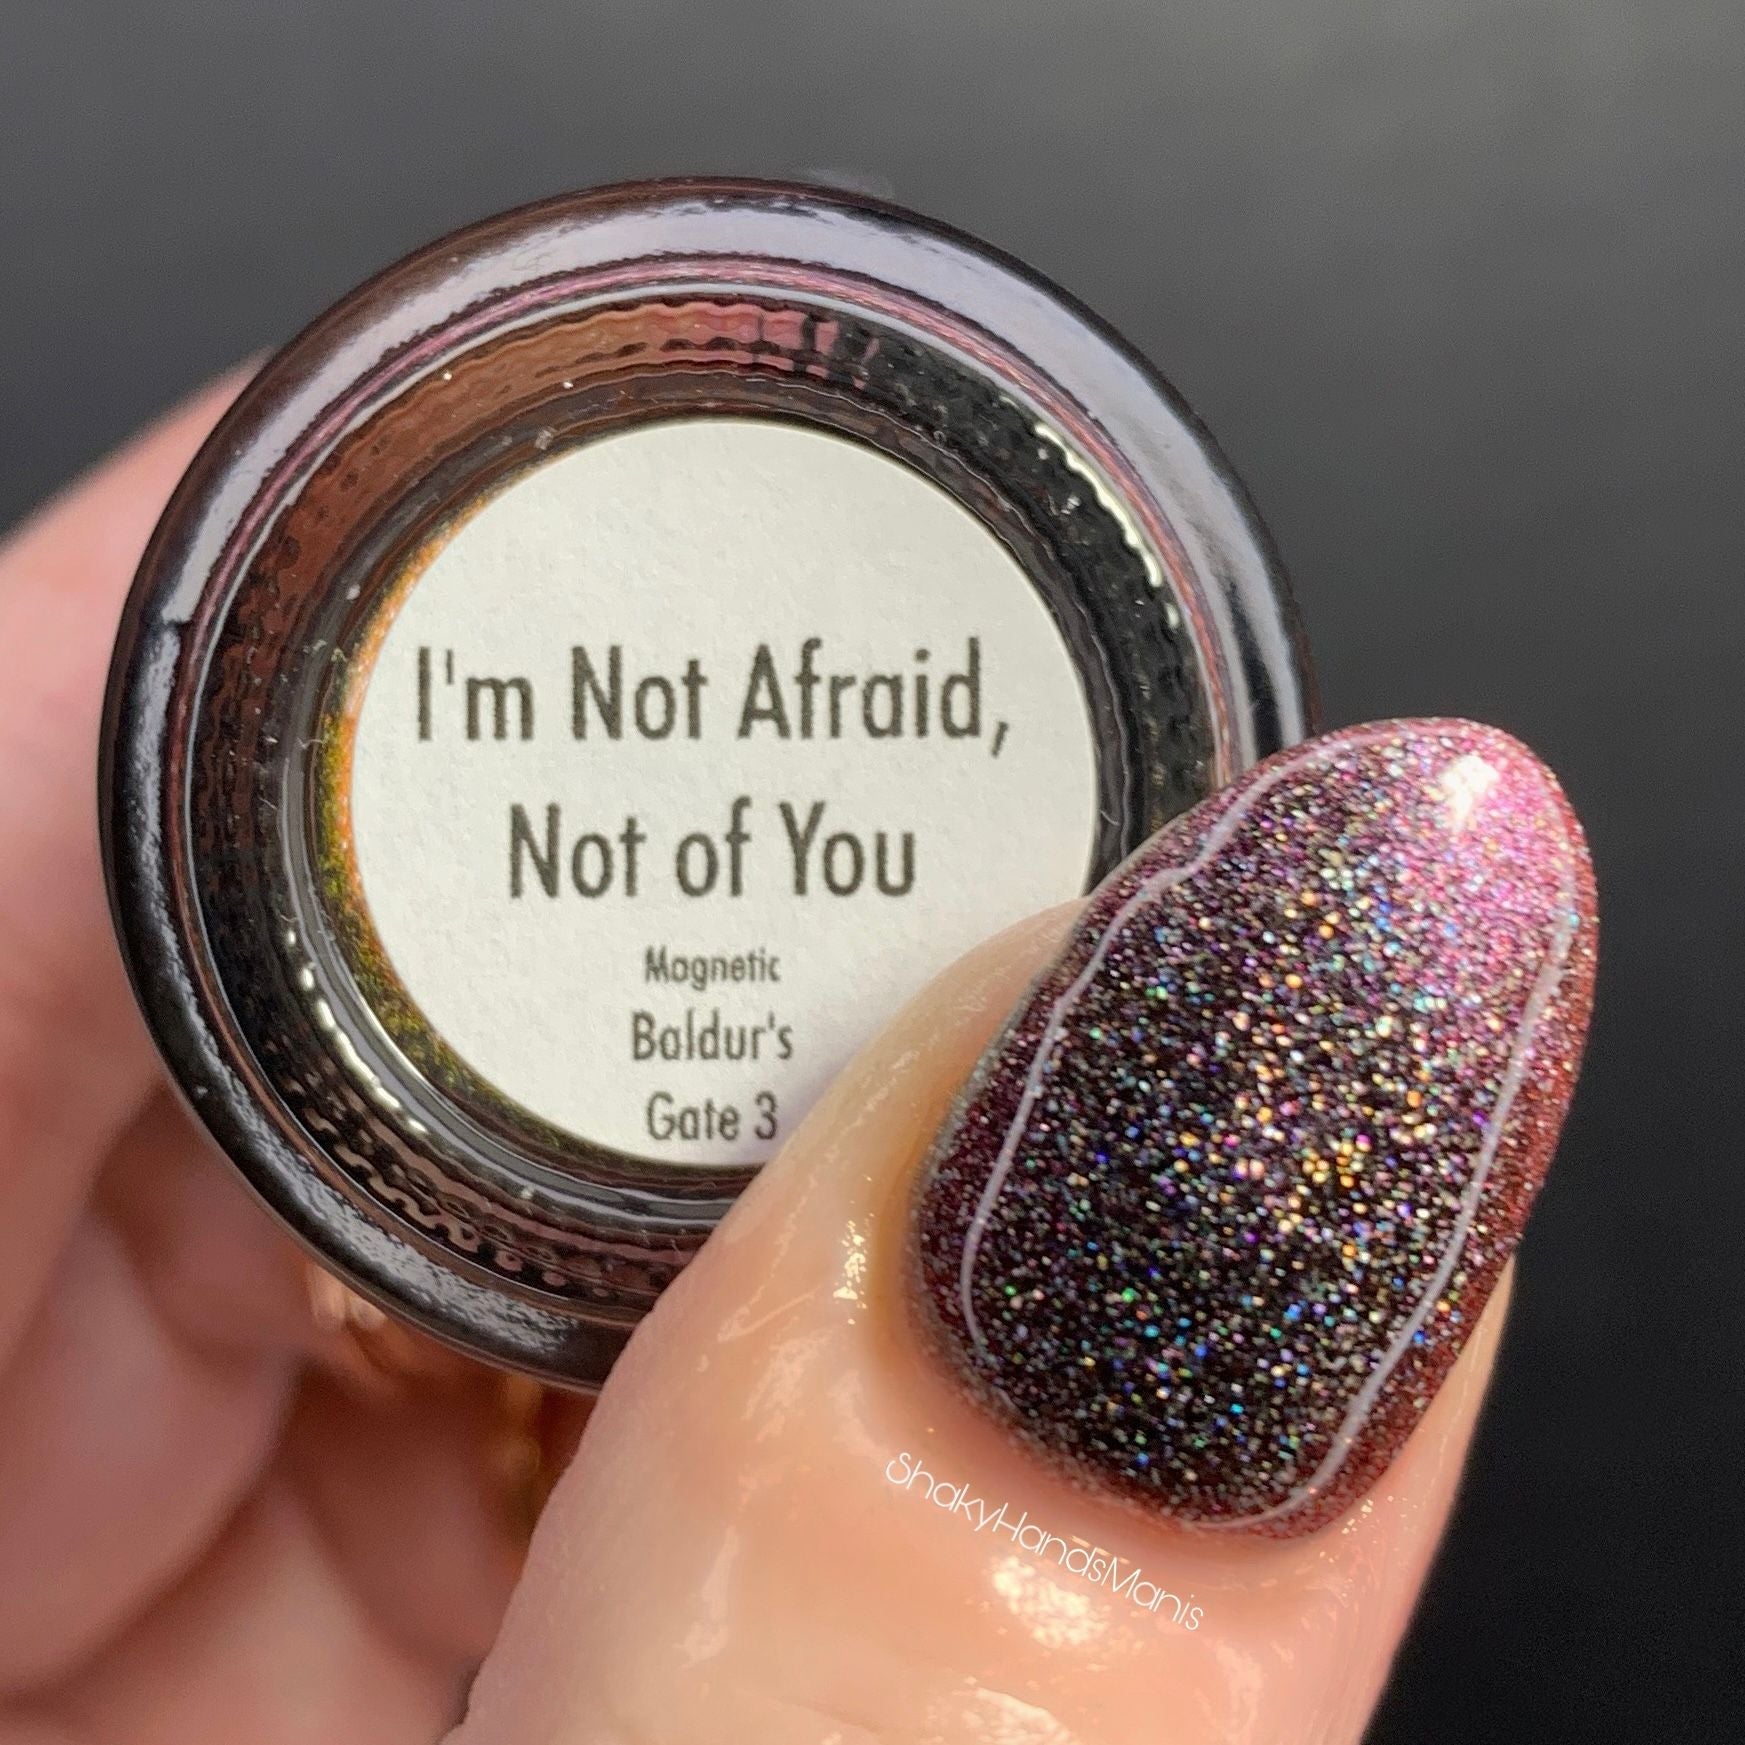 I'm Not Afraid,
Not of You
Magnetic
Baldur's
Gate 3
ShakyHandsManis